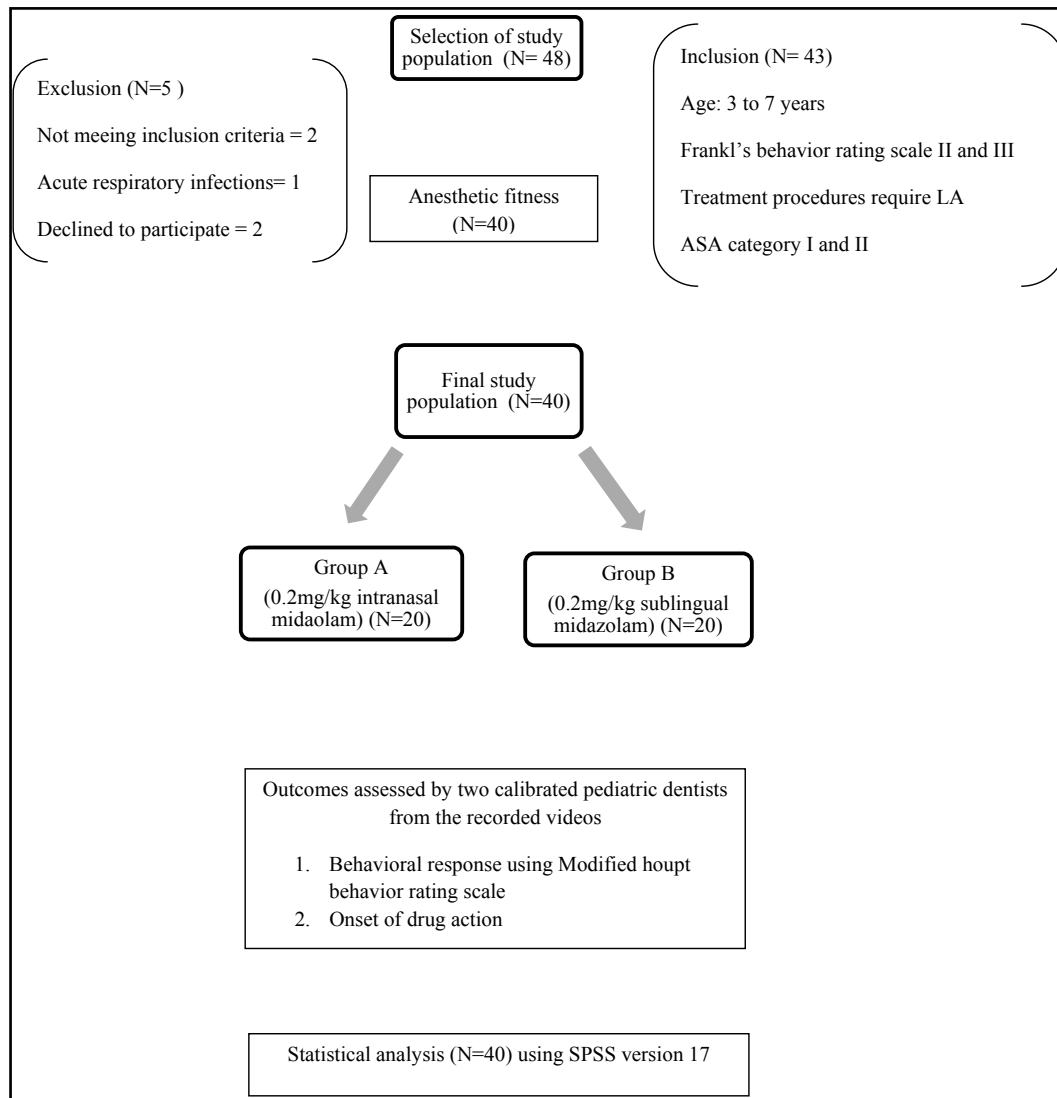 Selection of study
population (N= 48)
Exclusion (N=5 )
Not meeing inclusion criteria = 2
Acute respiratory infections= 1
Declined to participate = 2
Inclusion (N= 43)
Age: 3 to 7 years
Frankl’s behavior rating scale II and III
Treatment procedures require LA
ASA category I and II
Anesthetic fitness
(N=40)
Final study
population (N=40)
Group A
(0.2mg/kg intranasal
midaolam) (N=20)
Group B
(0.2mg/kg sublingual
midazolam) (N=20)
Outcomes assessed by two calibrated pediatric dentists
from the recorded videos
1. Behavioral response using Modified houpt
behavior rating scale
2. Onset of drug action
Statistical analysis (N=40) using SPSS version 17